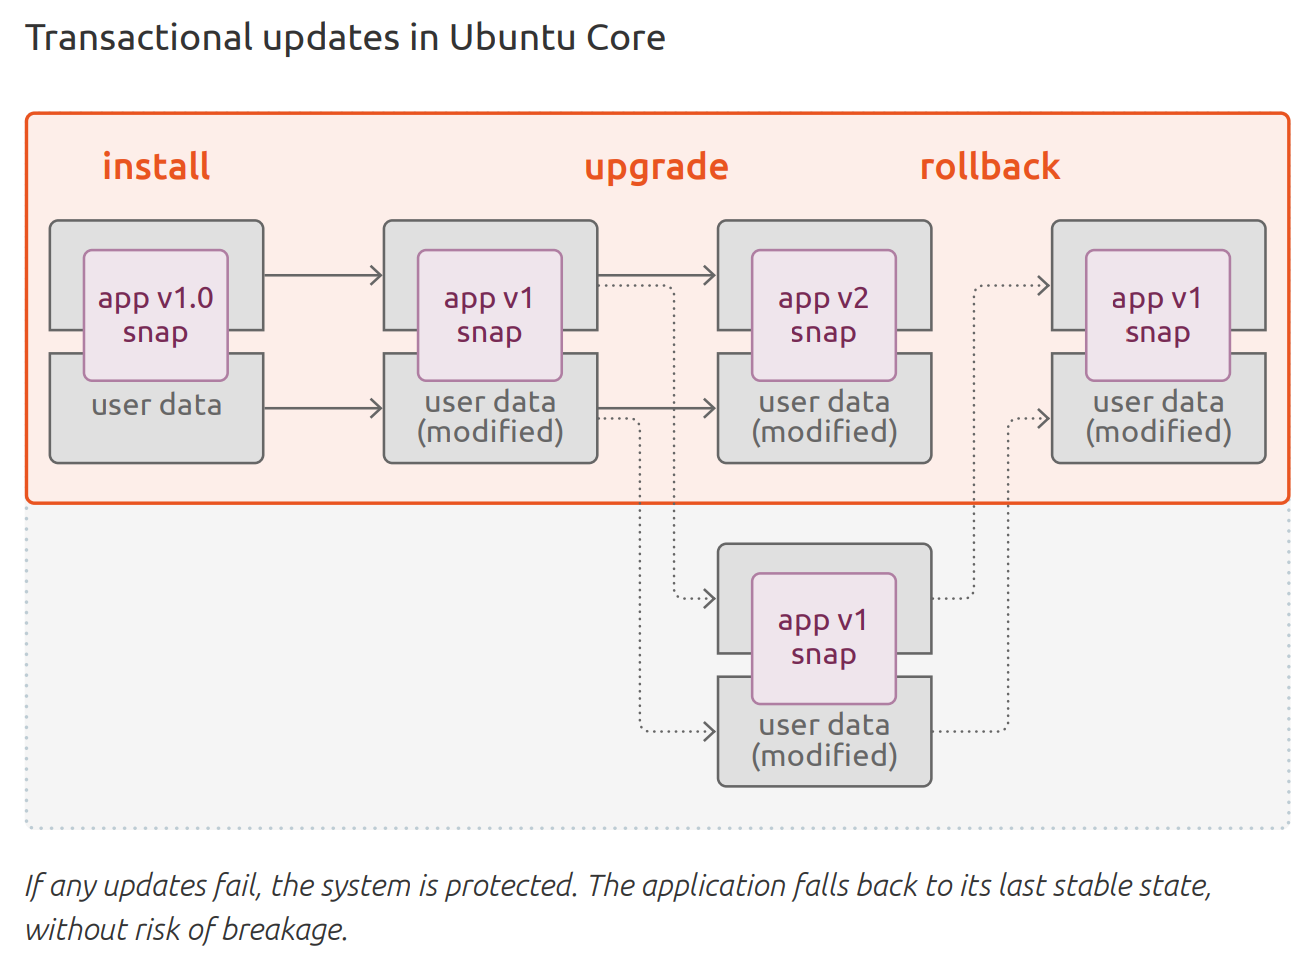 Transactional updates in Ubuntu Core
install
upgrade
rollback
app v1.0
snap
user data
app v1
snap
user data
(modified)
app v2
snap
user data
(modified)
app v1
snap
user data
(modified)
app v1
snap
user data
(modified)
If any updates fail, the system is protected. The application falls back to its last stable state,
without risk of breakage.